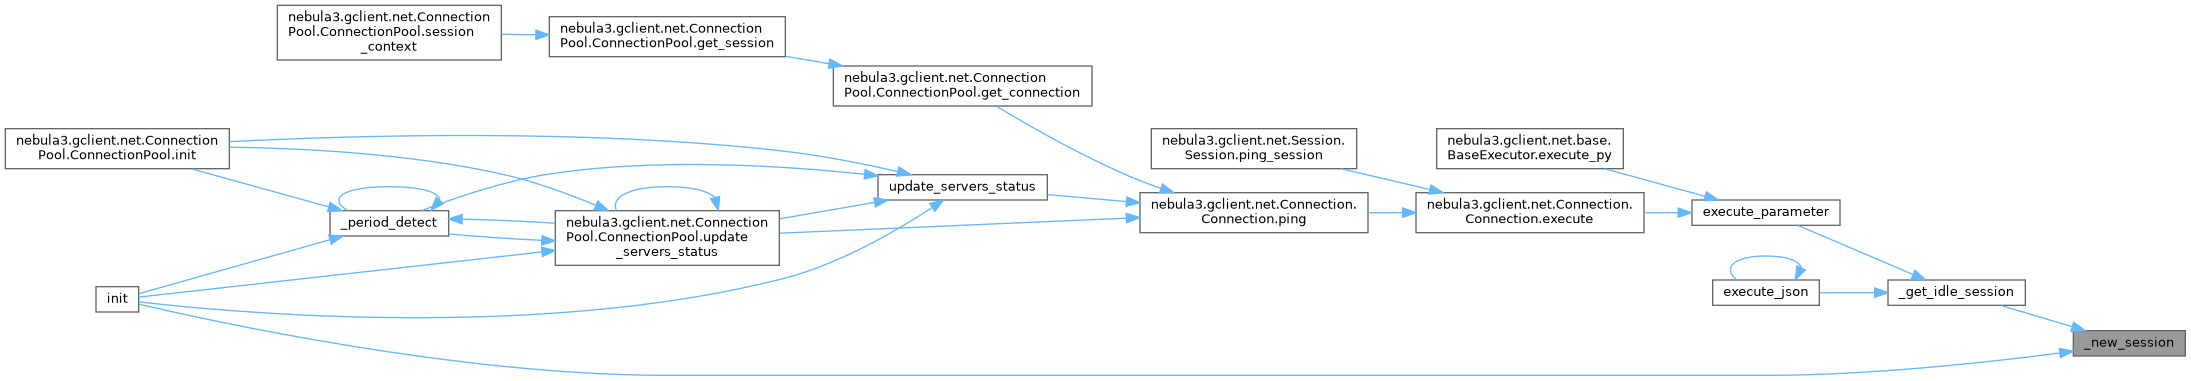 nebula3.gclient.net.Connection
Pool.ConnectionPool.session
_context
nebula3.gclient.net.Connection
Pool.ConnectionPool.get_session
nebula3.gclient.net.Connection
Pool.ConnectionPool.get_connection
nebula3.gclient.net.Connection
Pool.ConnectionPool.init
nebula3.gclient.net.Session.
Session.ping_session
nebula3.gclient.net.base.
BaseExecutor.execute_py
update_servers_status
_period_detect
nebula3.gclient.net.Connection
Pool.ConnectionPool.update
_servers_status
nebula3.gclient.net.Connection.
Connection.ping
nebula3.gclient.net.Connection.
Connection.execute
execute_parameter
init
execute_json
_get_idle_session
_new_session